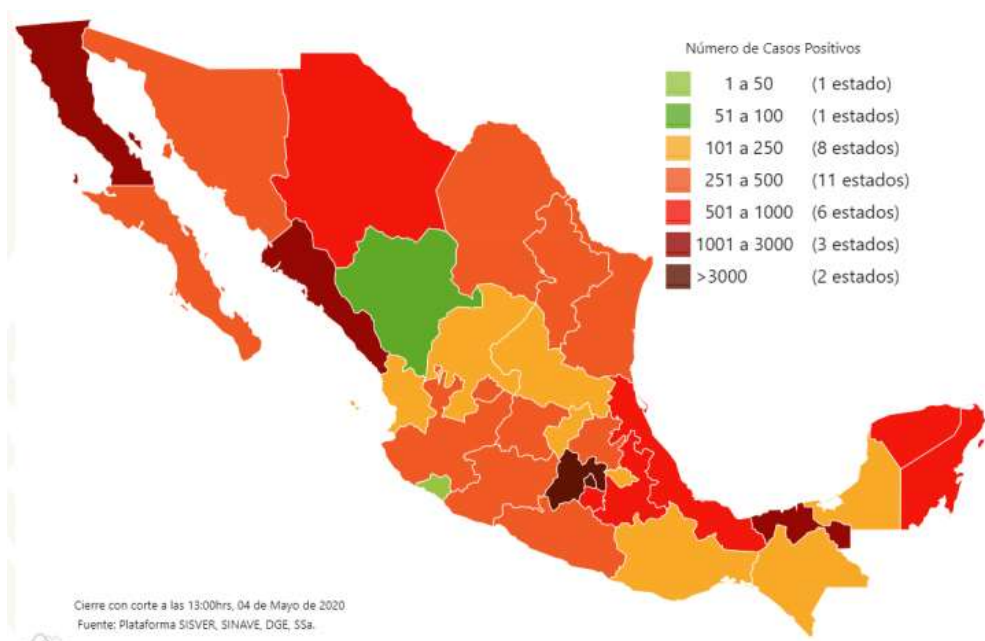 Número de Casos Positivos
1 a 50 (1 estado)
51 a 100 (1 estados)
101 a 250 (8 estados)
251 a 500 (11 estados)
501 a 1000 (6 estados)
1001 a 3000 (3 estados)
>3000 (2 estados)
Cierre con corte a las 13:00hrs, 04 de Mayo de 2020
Fuente: Plataforma SISVER, SINAVE, DGE, SSa.